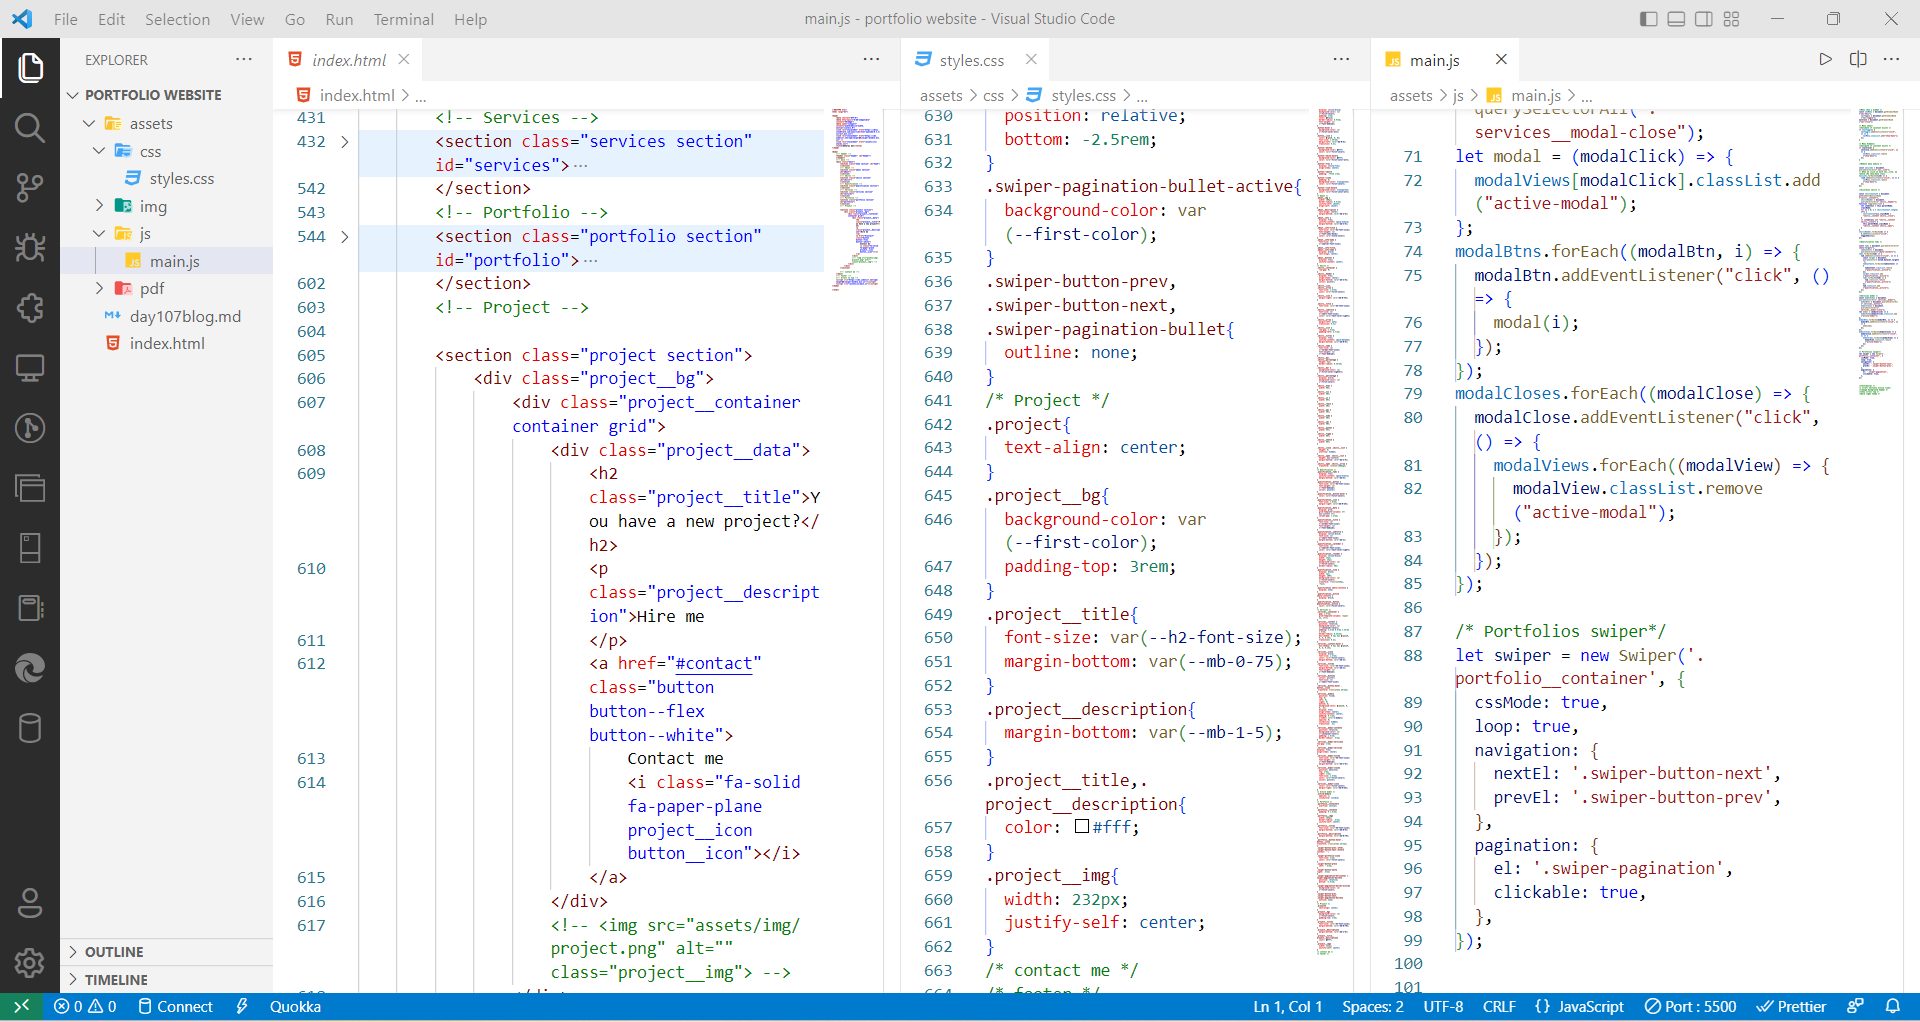 File Edit Selection View Go Run Terminal Help
main.js - portfolio website - Visual Studio Code
EXPLORER
PORTFOLIO WEBSITE
assets
css
styles.css
img
js
main.js
pdf
day107blog.md
index.html
OUTLINE
TIMELINE
index.html
index.html > ...
431 <!-- Services -->
432 <section class="services section"
id="services">...
542 </section>
543 <!-- Portfolio -->
544 <section class="portfolio section"
id="portfolio">...
602 </section>
603 <!-- Project -->
604
605 <section class="project section">
606 <div class="project__bg">
607 <div class="project__container
container grid">
608 <div class="project__data">
609 <h2
class="project__title">Y
ou have a new project?</
h2>
610 <p
class="project__descript
ion">Hire me
611 </p>
612 <a href="#contact"
class="button
button--flex
button--white">
613 Contact me
614 <i class="fa-solid
fa-paper-plane
project__icon
button__icon"></i>
615 </a>
616 </div>
617 <!-- <img src="assets/img/
project.png" alt=""
class="project__img"> -->
styles.css
assets > css > styles.css > ...
630 position: relative;
631 bottom: -2.5rem;
632 }
633 .swiper-pagination-bullet-active{
634 background-color: var
(--first-color);
635 }
636 .swiper-button-prev,
637 .swiper-button-next,
638 .swiper-pagination-bullet{
639 outline: none;
640 }
641 /* Project */
642 .project{
643 text-align: center;
644 }
645 .project__bg{
646 background-color: var
(--first-color);
647 padding-top: 3rem;
648 }
649 .project__title{
650 font-size: var(--h2-font-size);
651 margin-bottom: var(--mb-0-75);
652 }
653 .project__description{
654 margin-bottom: var(--mb-1-5);
655 }
656 .project__title,.
project__description{
657 color: #fff;
658 }
659 .project__img{
660 width: 232px;
661 justify-self: center;
662 }
663 /* contact me */
664 /* footer */
main.js
assets > js > main.js > ...
querySelectorAll(".
services__modal-close");
71 let modal = (modalClick) => {
72 modalViews[modalClick].classList.add
("active-modal");
73 };
74 modalBtns.forEach((modalBtn, i) => {
75 modalBtn.addEventListener("click", ()
=> {
76 modal(i);
77 });
78 });
79 modalCloses.forEach((modalClose) => {
80 modalClose.addEventListener("click",
() => {
81 modalViews.forEach((modalView) => {
82 modalView.classList.remove
("active-modal");
83 });
84 });
85 });
86
87 /* Portfolios swiper*/
88 let swiper = new Swiper('.
portfolio__container', {
89 cssMode: true,
90 loop: true,
91 navigation: {
92 nextEl: '.swiper-button-next',
93 prevEl: '.swiper-button-prev',
94 },
95 pagination: {
96 el: '.swiper-pagination',
97 clickable: true,
98 },
99 });
100
101
0 0 Connect Quokka
Ln 1, Col 1 Spaces: 2 UTF-8 CRLF {} JavaScript Port : 5500 Prettier